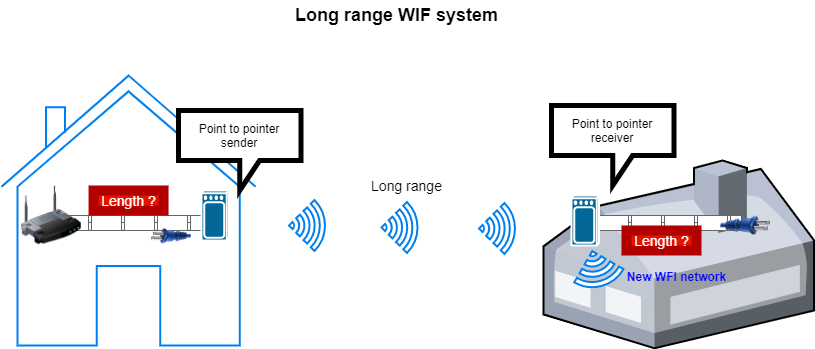 Long range WIF system
Point to pointer
sender
Point to pointer
receiver
Long range
Length ?
Length ?
New WFI network